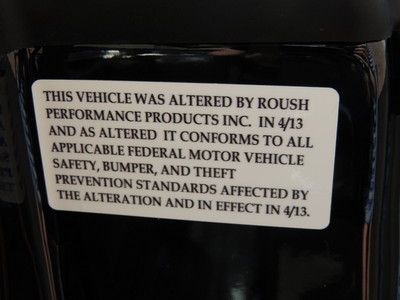 THIS VEHICLE WAS ALTERED BY ROUSH
PERFORMANCE PRODUCTS INC. IN 4/13
AND AS ALTERED IT CONFORMS TO ALL
APPLICABLE FEDERAL MOTOR VEHICLE
SAFETY, BUMPER, AND THEFT
PREVENTION STANDARDS AFFECTED BY
THE ALTERATION AND IN EFFECT IN 4/13.